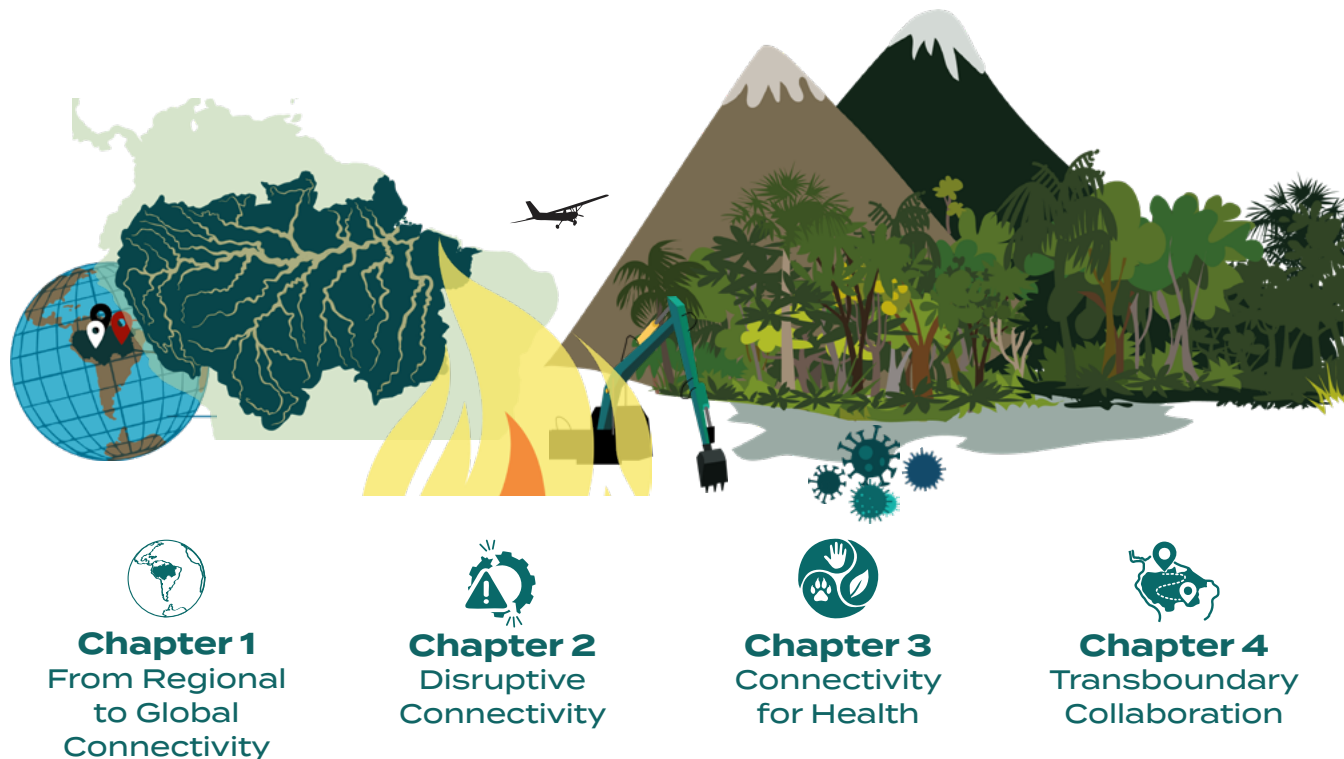 Chapter 1
From Regional
to Global
Connectivity
Chapter 2
Disruptive
Connectivity
Chapter 3
Connectivity
for Health
Chapter 4
Transboundary
Collaboration